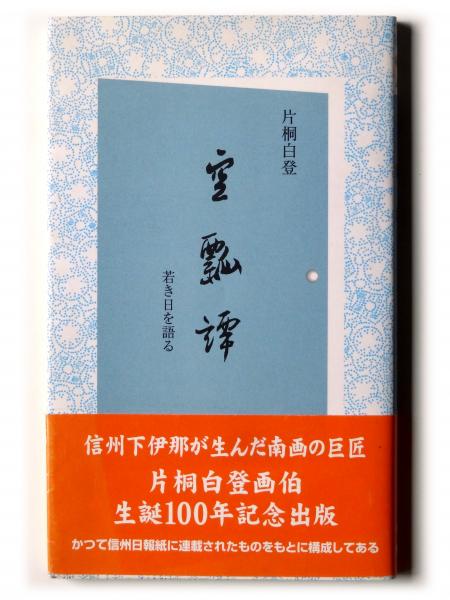 片桐白登
空瓢譚
若き日を語る
信州下伊那が生んだ南画の巨匠
片桐白登画伯
生誕100年記念出版
かつて信州日報紙に連載されたものをもとに構成してある